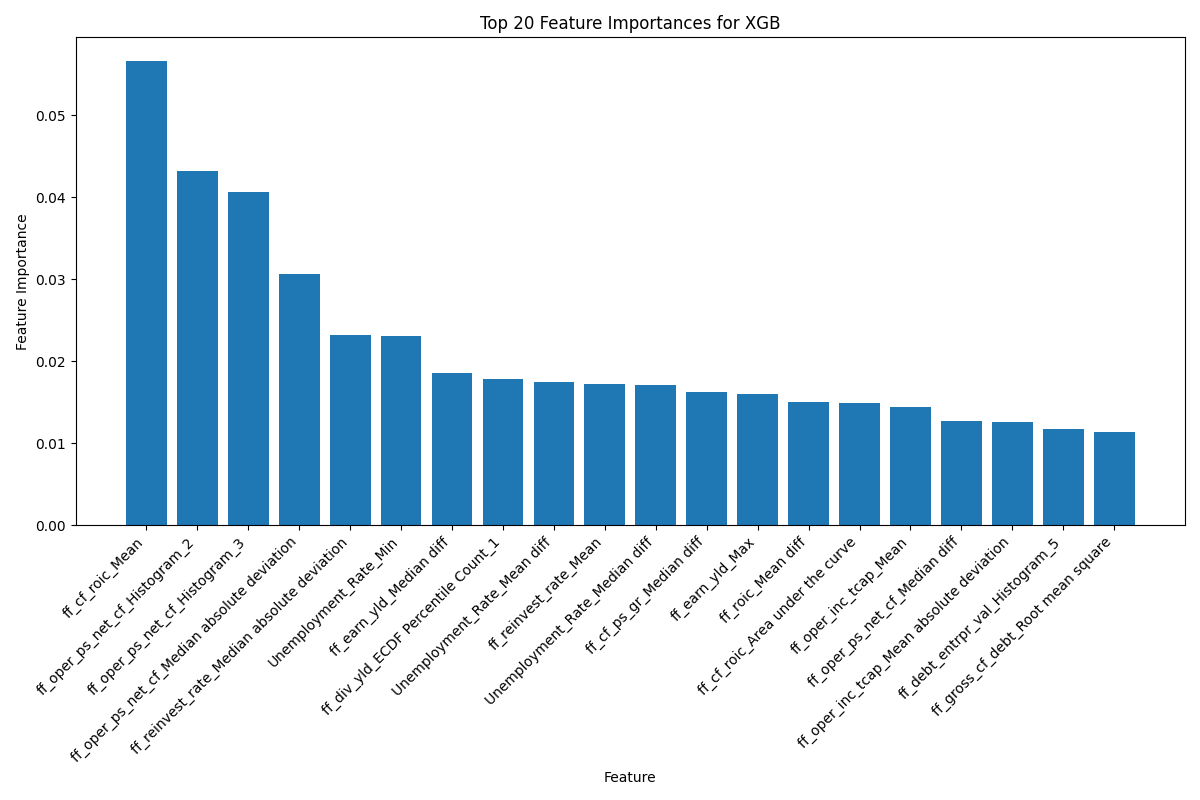 Top 20 Feature Importances for XGB
Feature Importance
0.05
0.04
0.03
0.02
0.01
0.00
ff_cf_roic_Mean
ff_oper_ps_net_cf_Histogram_2
ff_oper_ps_net_cf_Histogram_3
ff_oper_ps_net_cf_Median absolute deviation
ff_reinvest_rate_Median absolute deviation
Unemployment_Rate_Min
ff_earn_yld_Median diff
ff_div_yld_ECDF Percentile Count_1
Unemployment_Rate_Mean diff
ff_reinvest_rate_Mean
Unemployment_Rate_Median diff
ff_cf_ps_gr_Median diff
ff_earn_yld_Max
ff_roic_Mean diff
ff_cf_roic_Area under the curve
ff_oper_inc_tcap_Mean
ff_oper_ps_net_cf_Median diff
ff_oper_inc_tcap_Mean absolute deviation
ff_debt_entrpr_val_Histogram_5
ff_gross_cf_debt_Root mean square
Feature